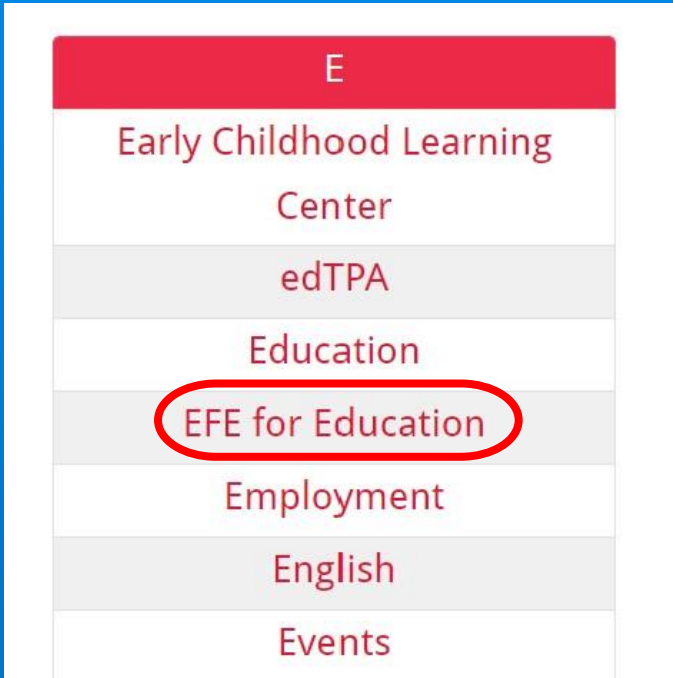 E
Early Childhood Learning
Center
edTPA
Education
EFE for Education
Employment
English
Events